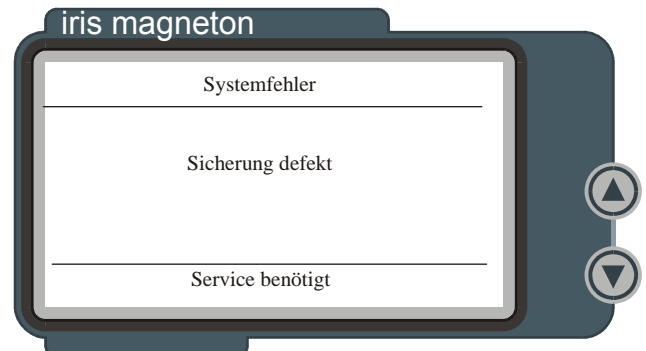 iris magneton
Systemfehler
Sicherung defekt
Service benötigt